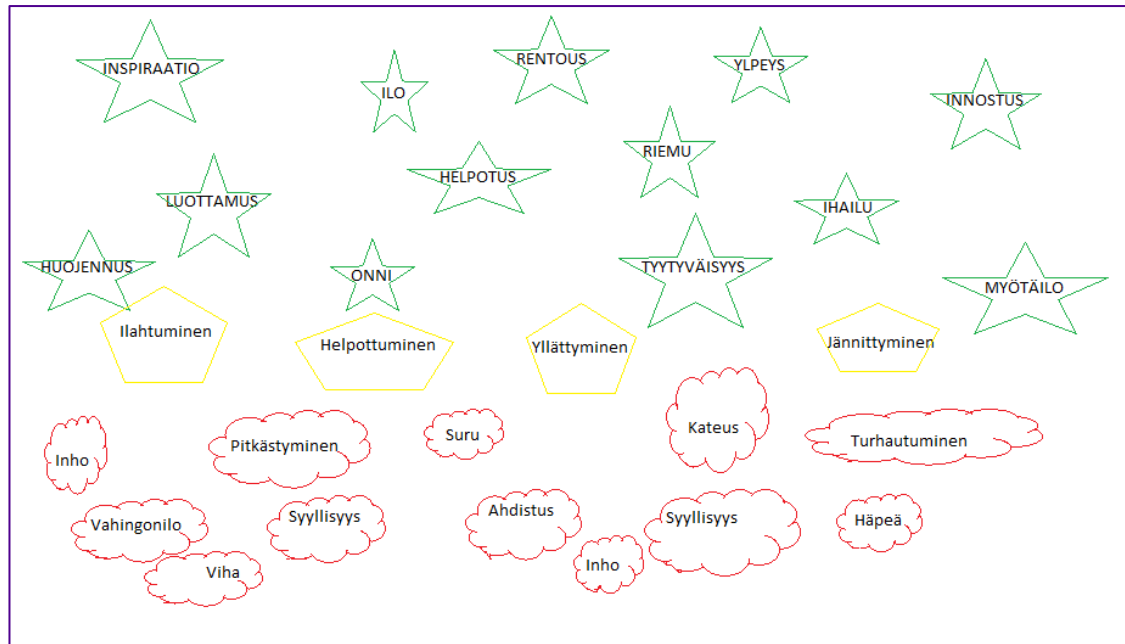 INSPIRAATIO
ILO
RENTOUS
YLPEYS
INNOSTUS
LUOTTAMUS
HELPOTUS
RIEMU
IHAILU
HUOJENNUS
ONNI
TYYTYVÄISYYS
MYÖTÄILO
Ilahtuminen
Helpottuminen
Yllättyminen
Jännittyminen
Inho
Pitkästyminen
Suru
Kateus
Turhautuminen
Vahingonilo
Syyllisyys
Ahdistus
Syyllisyys
Häpeä
Viha
Inho